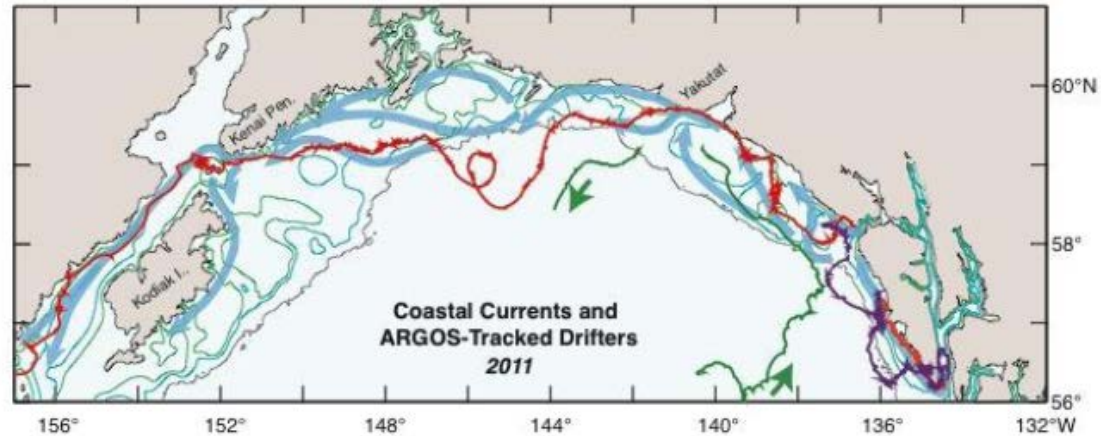 Yakutat
60°N
Kenai Pen.
58°
Kodiak I..
Coastal Currents and
ARGOS-Tracked Drifters
2011
56°
156°
152°
148°
144°
140°
136°
132°W